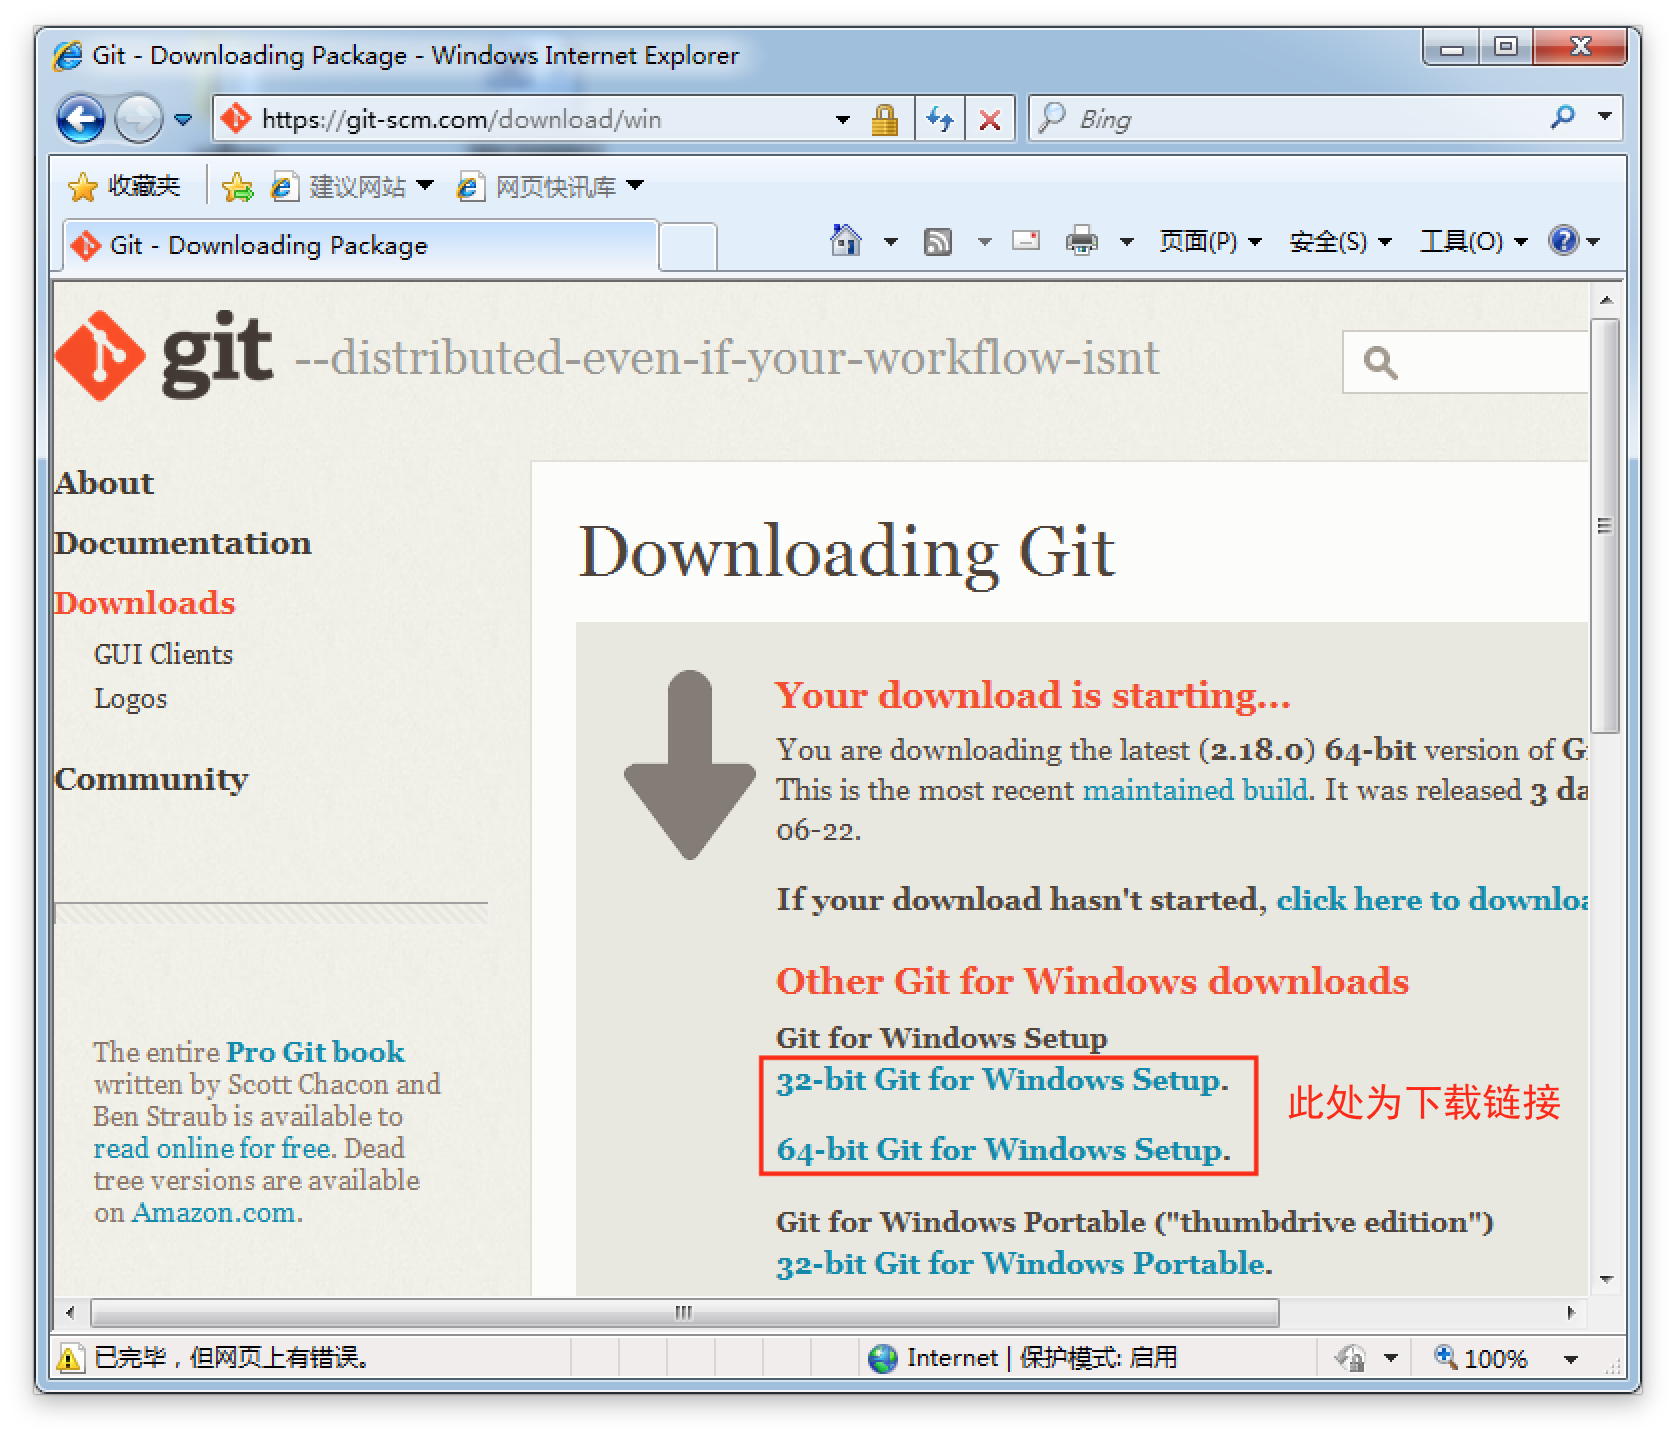 Git - Downloading Package - Windows Internet Explorer
https://git-scm.com/download/win
Bing
收藏夹
建议网站
网页快讯库
Git - Downloading Package
页面(P)
安全(S)
工具(O)
git --distributed-even-if-your-workflow-isnt
About
Documentation
Downloads
GUI Clients
Logos
Community
The entire Pro Git book
written by Scott Chacon and
Ben Straub is available to
read online for free. Dead
tree versions are available
on Amazon.com.
Downloading Git
Your download is starting...
You are downloading the latest (2.18.0) 64-bit version of
This is the most recent maintained build. It was released 3
06-22.
If your download hasn't started, click here to
Other Git for Windows downloads
Git for Windows Setup
32-bit Git for Windows Setup.
64-bit Git for Windows Setup.
此处为下载链接
Git for Windows Portable ("thumbdrive edition")
32-bit Git for Windows Portable.
已完毕，但网页上有错误。
Internet | 保护模式: 启用
100%